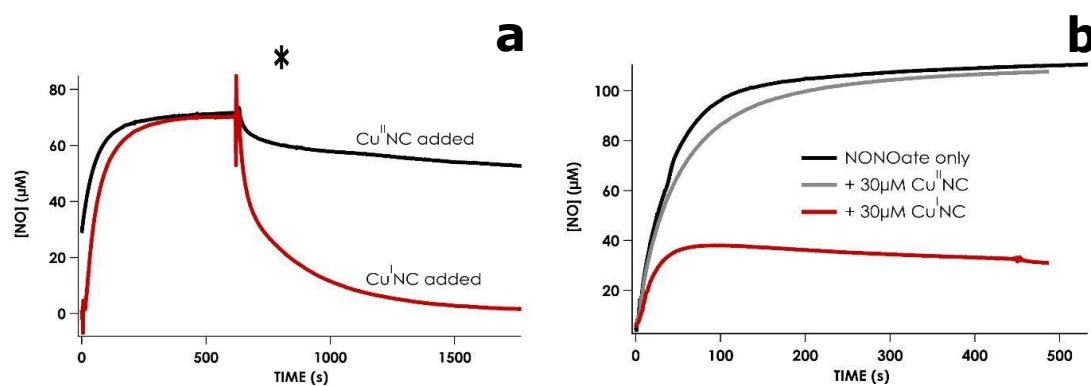 a
*
80
60
40
20
0
[NO] (µM)
Cu^II NC added
Cu^I NC added
0 500 1000 1500
TIME (s)
b
100
80
60
40
20
[NO] (µM)
NONOate only
+ 30µM Cu^II NC
+ 30µM Cu^I NC
0 100 200 300 400 500
TIME (s)